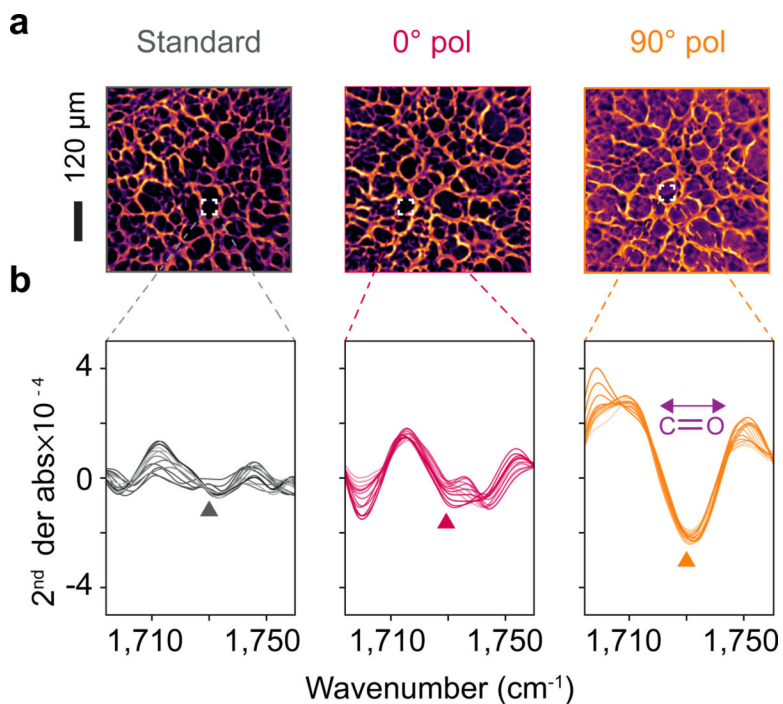 a
Standard
0° pol
90° pol
120 µm
b
2nd der abs×10 -4
4
0
-4
C=O
1,710
1,750
1,710
1,750
1,710
1,750
Wavenumber (cm-1)